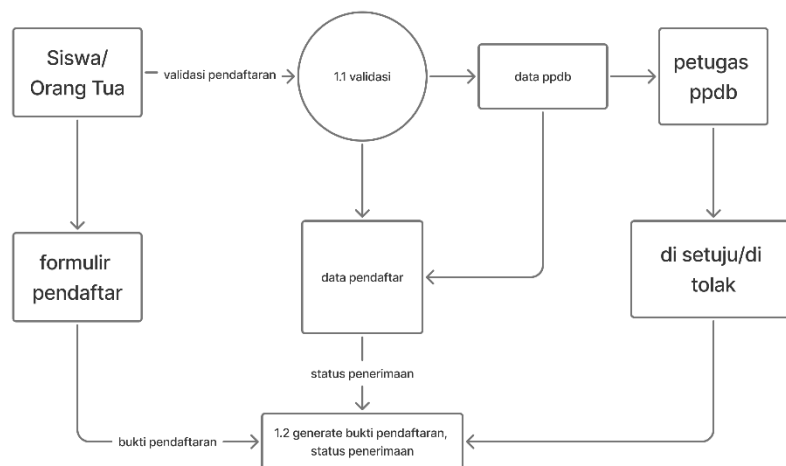 Siswa/
Orang Tua
validasi pendaftaran
1.1 validasi
data ppdb
petugas
ppdb
formulir
pendaftar
data pendaftar
di setuju/di
tolak
status penerimaan
bukti pendaftaran
1.2 generate bukti pendaftaran,
status penerimaan